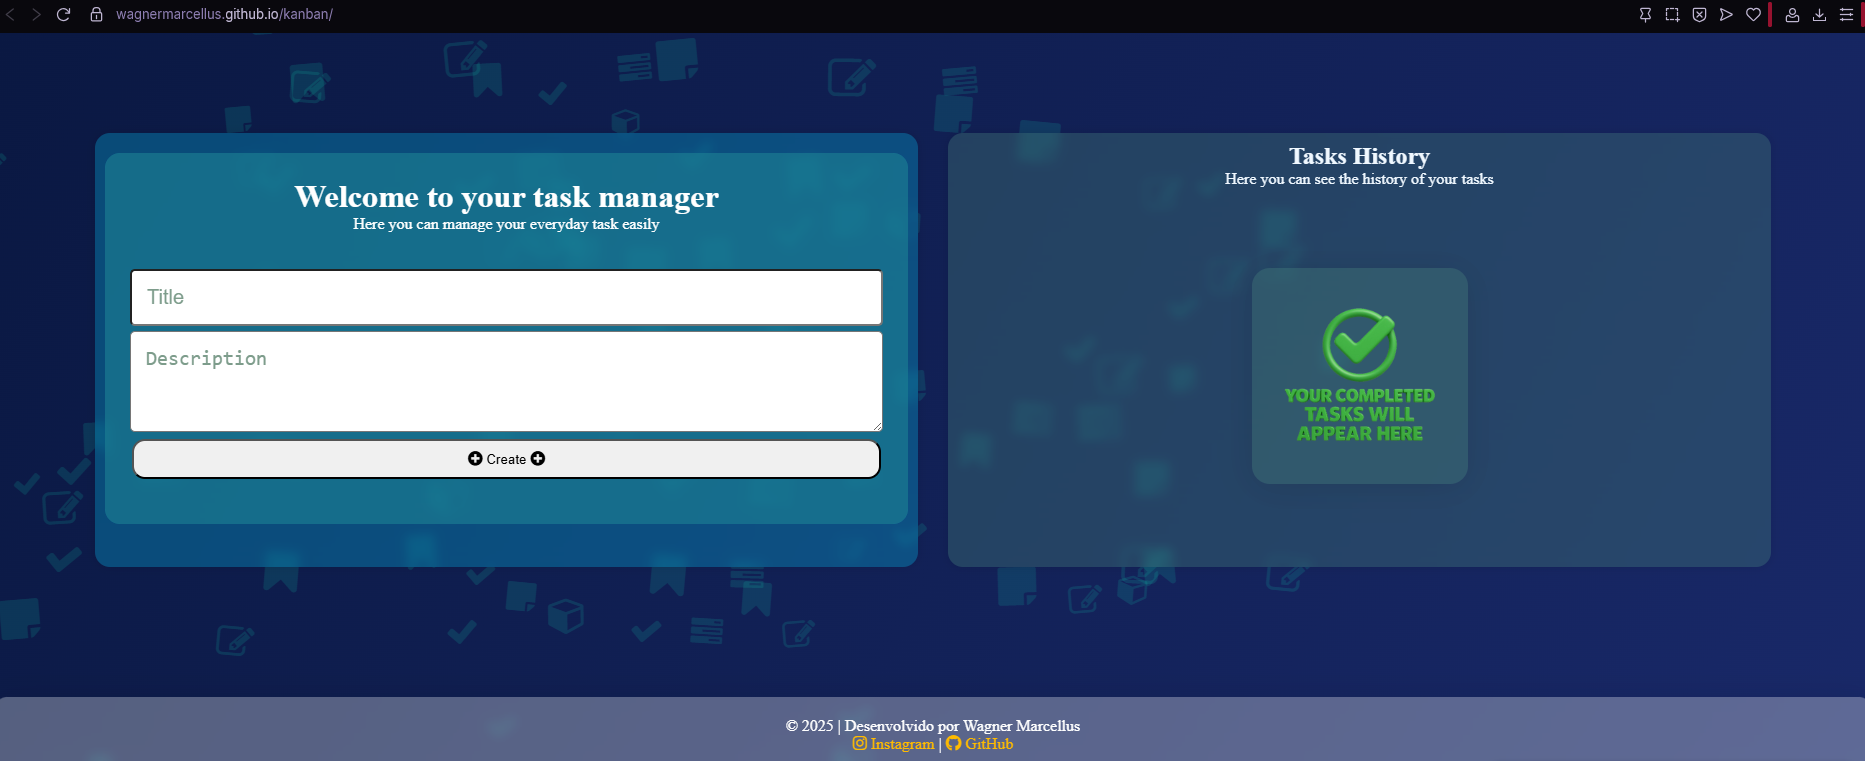 wagnermarcellus.github.io/kanban/
Welcome to your task manager
Here you can manage your everyday task easily
Title
Description
Create
Tasks History
Here you can see the history of your tasks
YOUR COMPLETED
TASKS WILL
APPEAR HERE
© 2025 | Desenvolvido por Wagner Marcellus
Instagram | GitHub